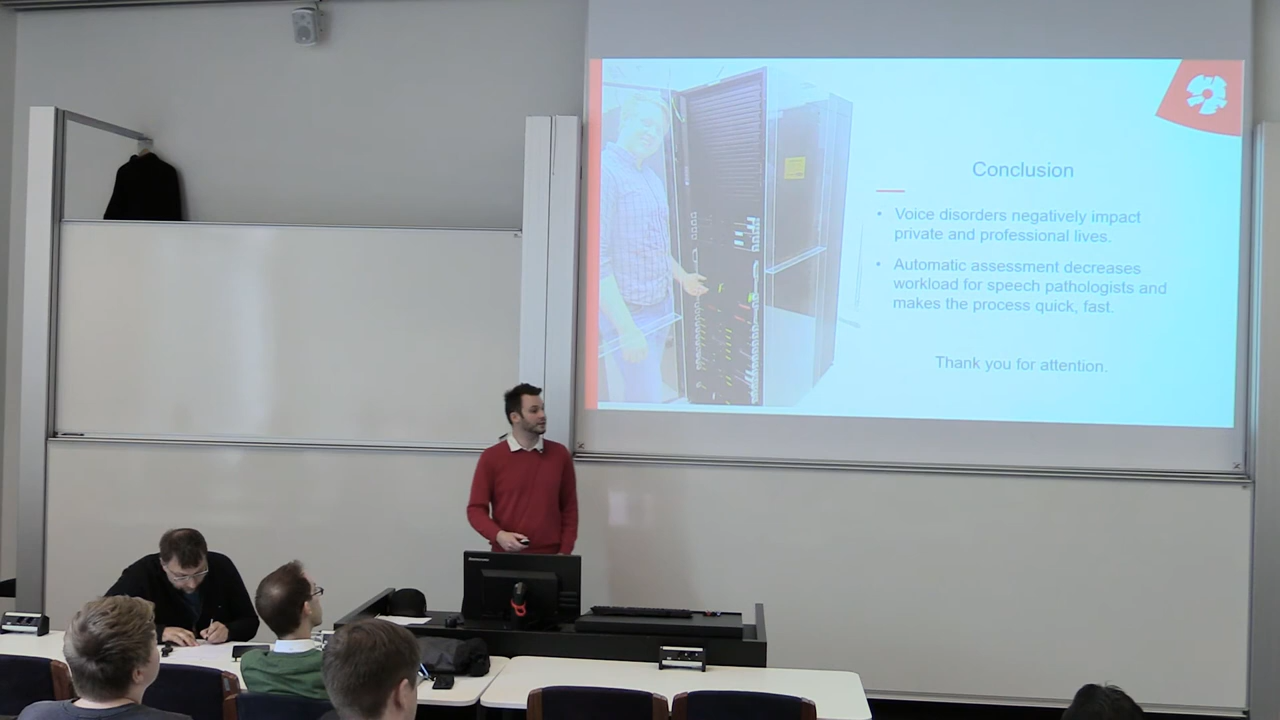 Conclusion
• Voice disorders negatively impact
private and professional lives.
• Automatic assessment decreases
workload for speech pathologists and
makes the process quick, fast.
Thank you for attention.